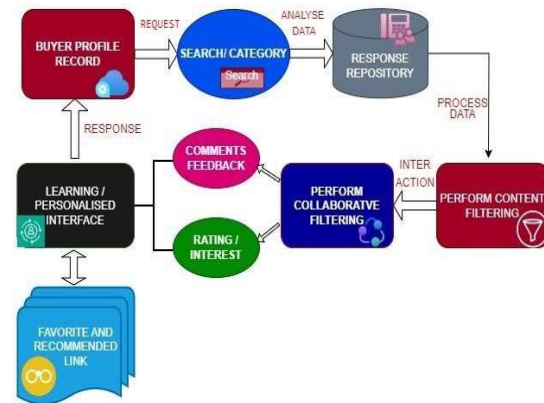 BUYER PROFILE
RECORD
REQUEST
SEARCH/ CATEGORY
Search
ANALYSE
DATA
RESPONSE
REPOSITORY
PROCESS
DATA
RESPONSE
COMMENTS
FEEDBACK
LEARNING /
PERSONALISED
INTERFACE
RATING /
INTEREST
PERFORM
COLLABORATIVE
FILTERING
INTER
ACTION
PERFORM CONTENT
FILTERING
FAVORITE AND
RECOMMENDED
LINK